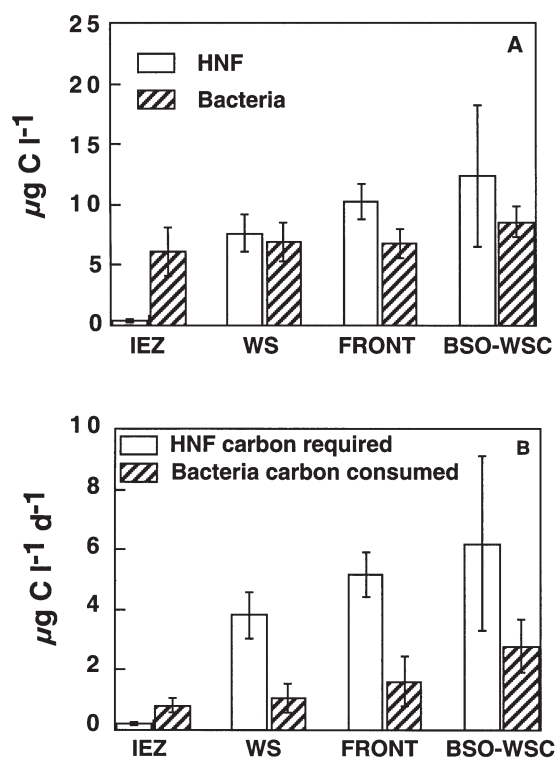 25
A
HNF
20
Bacteria
15
µg C l-1
10
5
0
IEZ WS FRONT BSO-WSC
10
HNF carbon required
B
Bacteria carbon consumed
8
6
µg C l-1 d-1
4
2
0
IEZ WS FRONT BSO-WSC